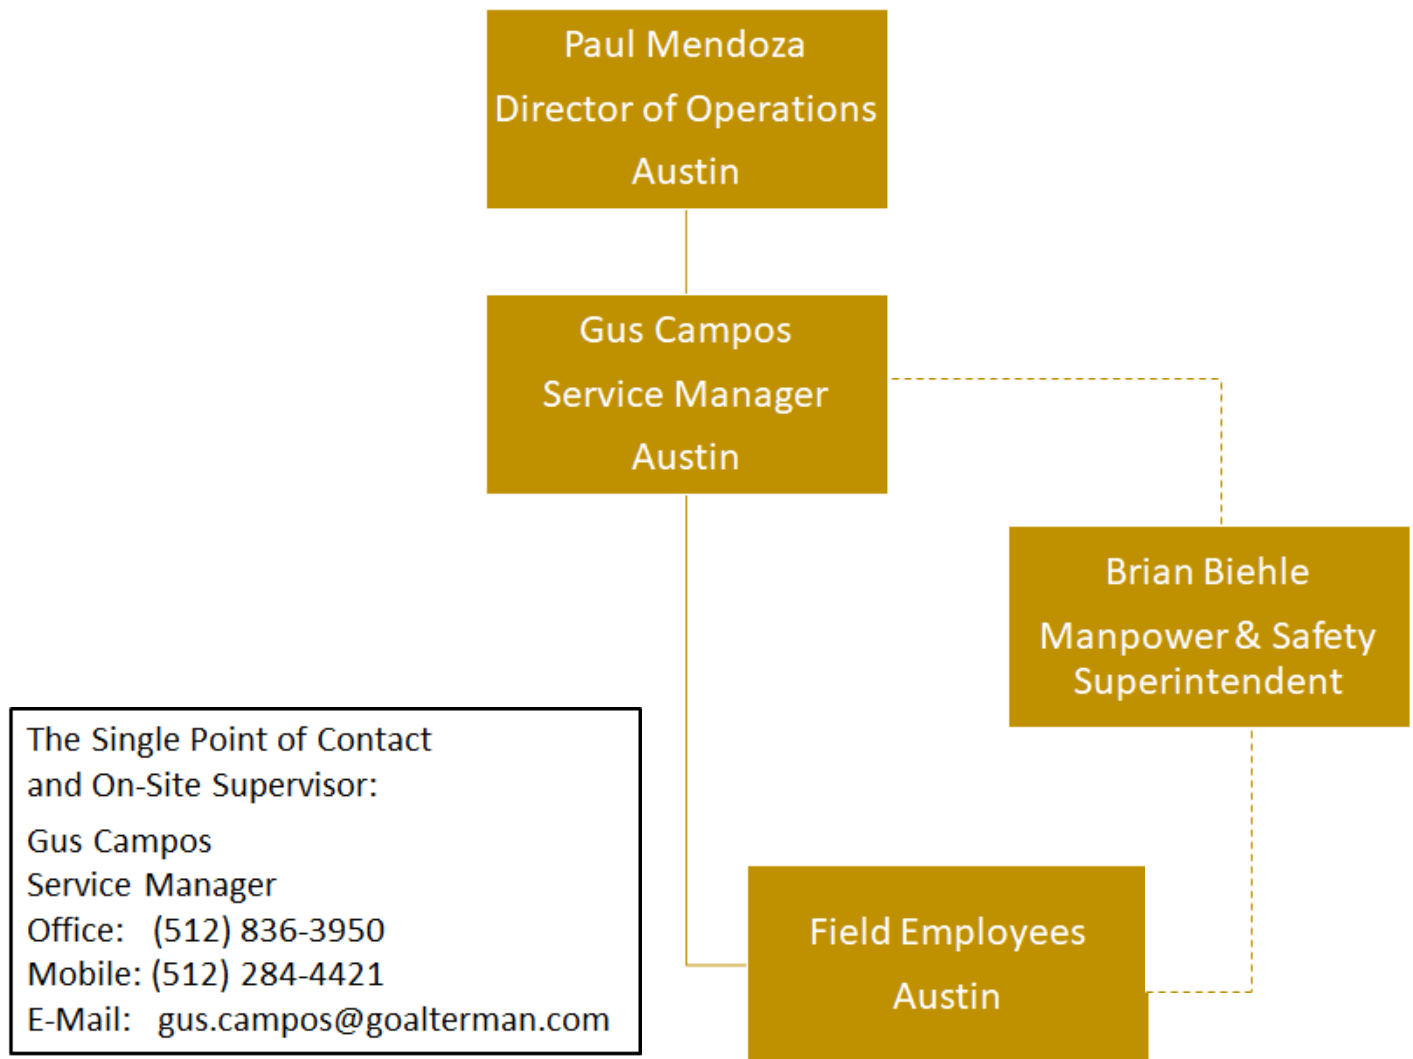 Paul Mendoza
Director of Operations
Austin
Gus Campos
Service Manager
Austin
Brian Biehle
Manpower & Safety
Superintendent
Field Employees
Austin
The Single Point of Contact
and On-Site Supervisor:
Gus Campos
Service Manager
Office: (512) 836-3950
Mobile: (512) 284-4421
E-Mail: gus.campos@goalterman.com